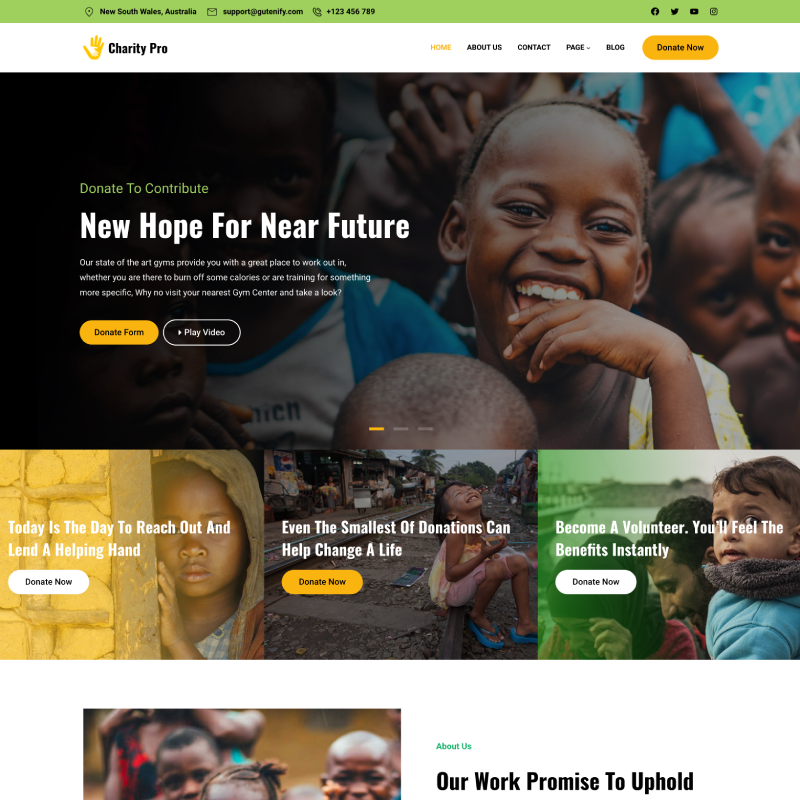 New South Wales, Australia support@gutenify.com +123 456 789
Charity Pro
HOME ABOUT US CONTACT PAGE BLOG Donate Now
Donate To Contribute
New Hope For Near Future
Our state of the art gyms provide you with a great place to work out in,
whether you are there to burn off some calories or are training for something
more specific, Why no visit your nearest Gym Center and take a look?
Donate Form Play Video
Today Is The Day To Reach Out And
Lend A Helping Hand
Donate Now
Even The Smallest Of Donations Can
Help Change A Life
Donate Now
Become A Volunteer. You'll Feel The
Benefits Instantly
Donate Now
About Us
Our Work Promise To Uphold